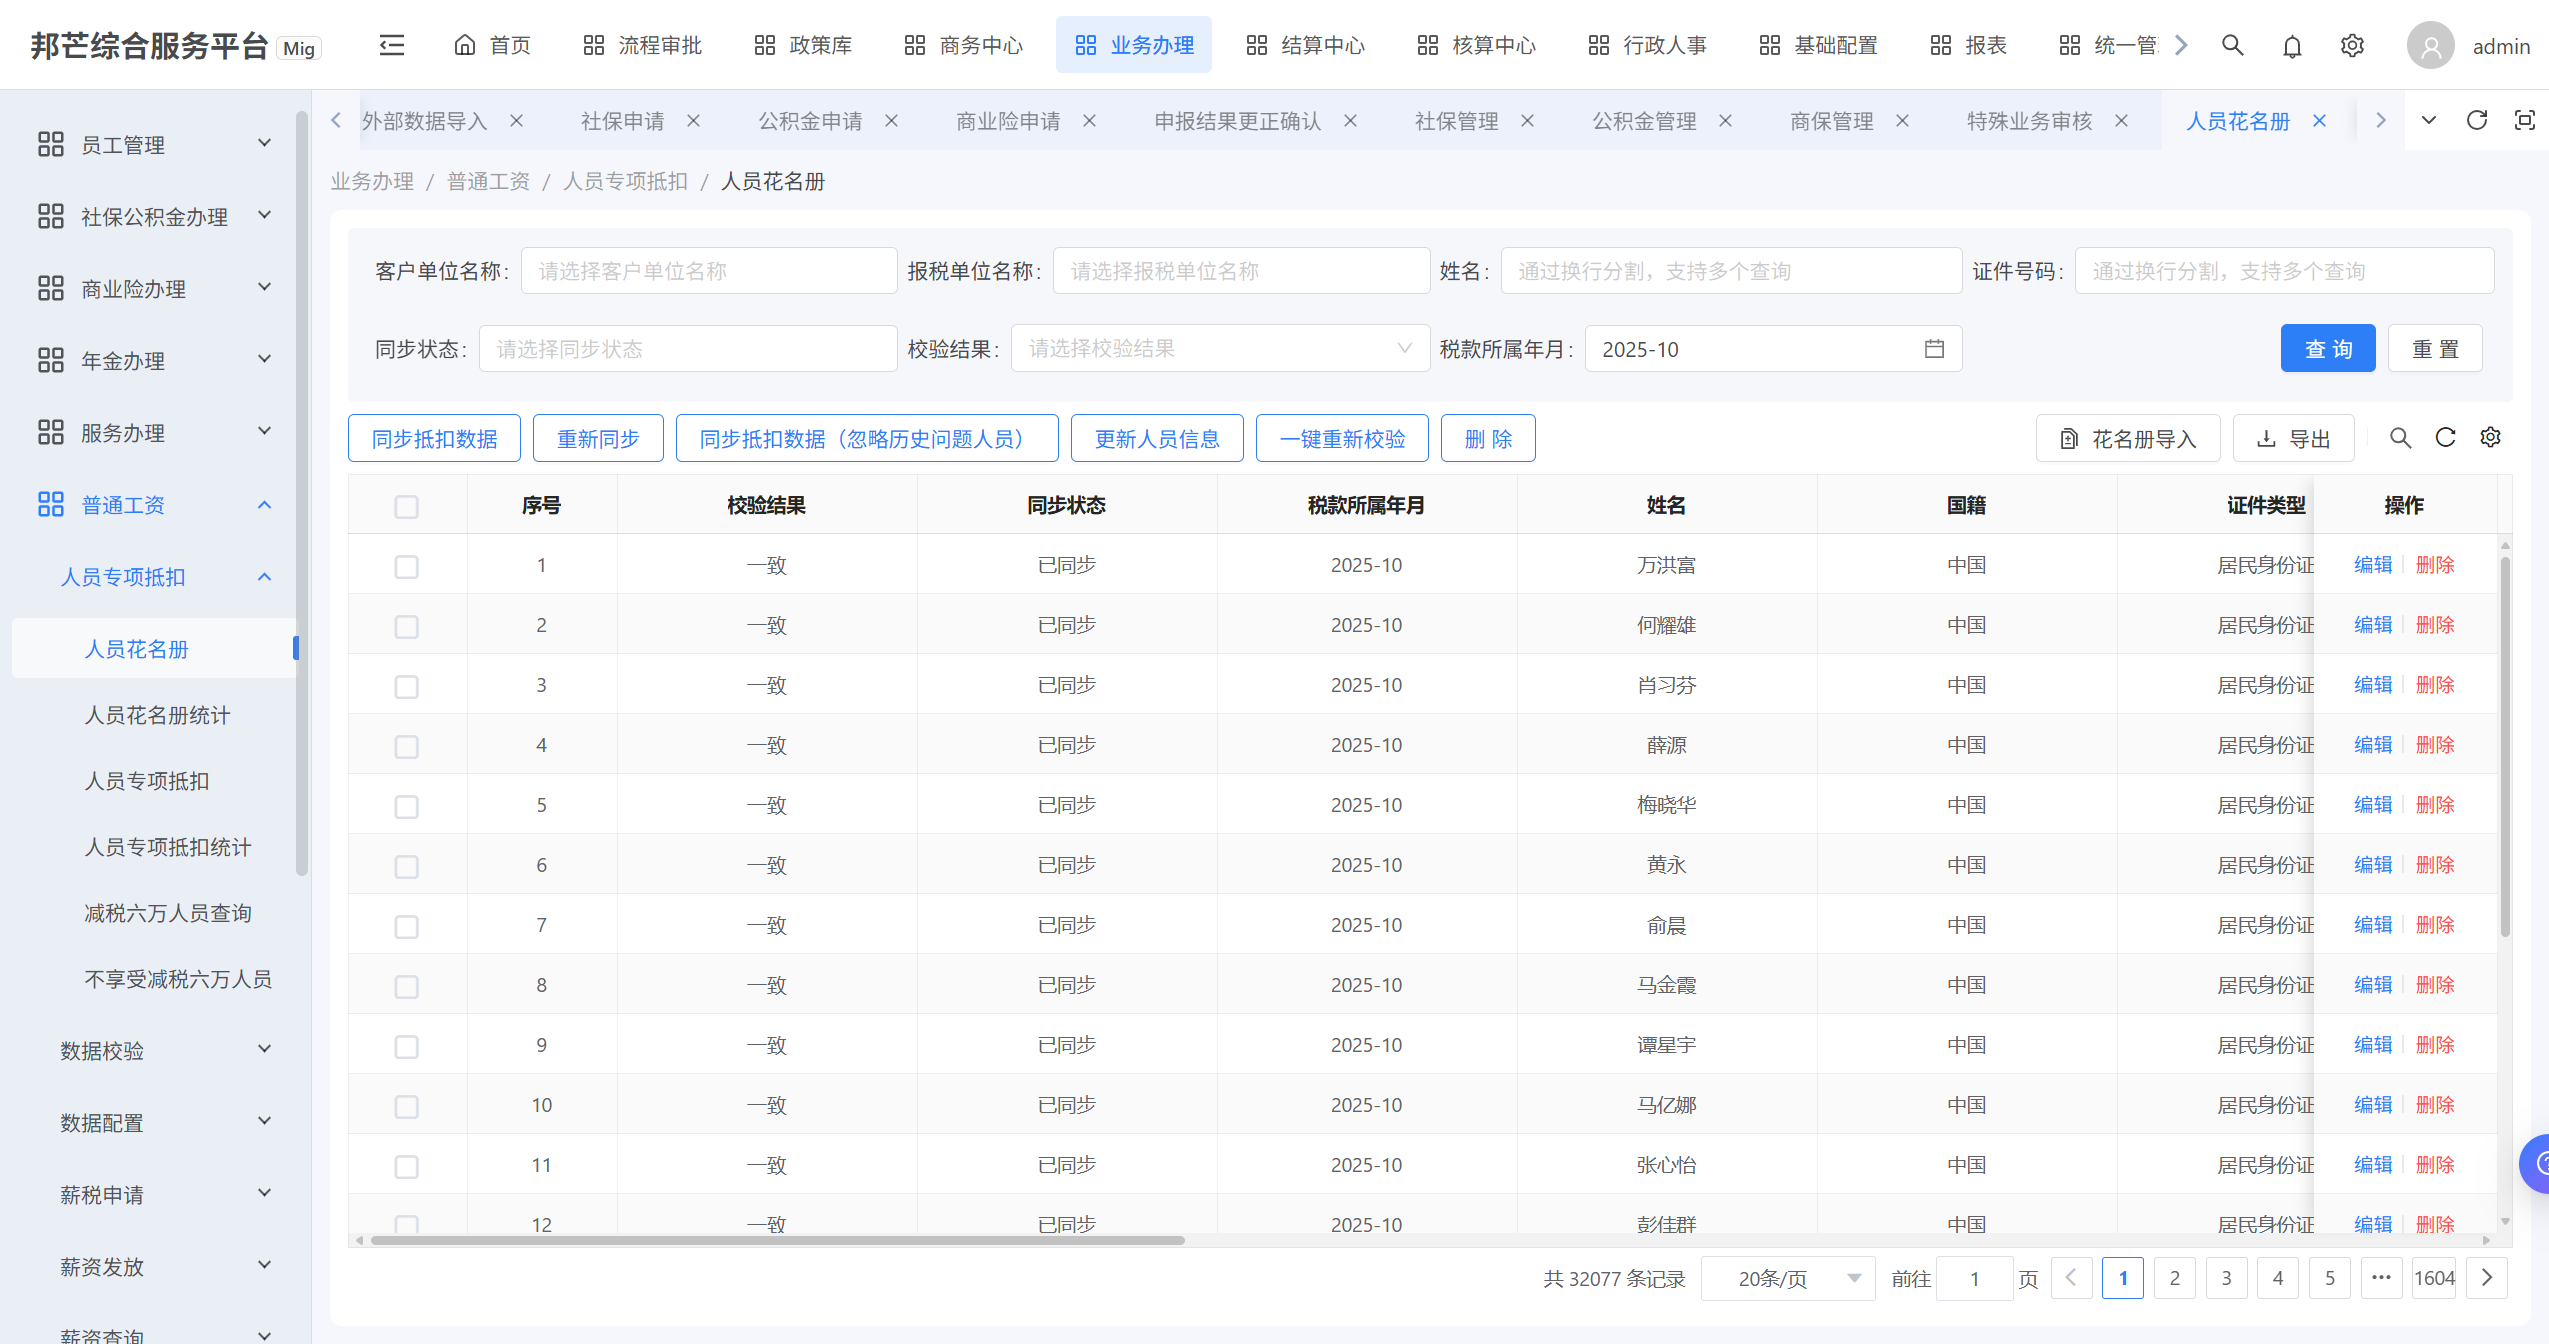 邦芒综合服务平台 Mig 首页 流程审批 政策库 商务中心 业务办理 结算中心 核算中心 行政人事 基础配置 报表 统一管 admin
外部数据导入 社保申请 公积金申请 商业险申请 申报结果更正确认 社保管理 公积金管理 商保管理 特殊业务审核 人员花名册
业务办理 / 普通工资 / 人员专项抵扣 / 人员花名册
员工管理
社保公积金办理
商业险办理
年金办理
服务办理
普通工资
人员专项抵扣
人员花名册
人员花名册统计
人员专项抵扣
人员专项抵扣统计
减税六万人员查询
不享受减税六万人员
数据校验
数据配置
薪税申请
薪资发放
薪资查询
客户单位名称: 请选择客户单位名称 报税单位名称: 请选择报税单位名称 姓名: 通过换行分割，支持多个查询 证件号码: 通过换行分割，支持多个查询
同步状态: 请选择同步状态 校验结果: 请选择校验结果 税款所属年月: 2025-10 查询 重置
同步抵扣数据 重新同步 同步抵扣数据（忽略历史问题人员） 更新人员信息 一键重新校验 删除 花名册导入 导出
序号 校验结果 同步状态 税款所属年月 姓名 国籍 证件类型 操作
1 一致 已同步 2025-10 万洪富 中国 居民身份证 编辑 删除
2 一致 已同步 2025-10 何耀雄 中国 居民身份证 编辑 删除
3 一致 已同步 2025-10 肖习芬 中国 居民身份证 编辑 删除
4 一致 已同步 2025-10 薛源 中国 居民身份证 编辑 删除
5 一致 已同步 2025-10 梅晓华 中国 居民身份证 编辑 删除
6 一致 已同步 2025-10 黄永 中国 居民身份证 编辑 删除
7 一致 已同步 2025-10 俞晨 中国 居民身份证 编辑 删除
8 一致 已同步 2025-10 马金霞 中国 居民身份证 编辑 删除
9 一致 已同步 2025-10 谭星宇 中国 居民身份证 编辑 删除
10 一致 已同步 2025-10 马亿娜 中国 居民身份证 编辑 删除
11 一致 已同步 2025-10 张心怡 中国 居民身份证 编辑 删除
12 一致 已同步 2025-10 彭佳群 中国 居民身份证 编辑 删除
共 32077 条记录 20条/页 前往 1 页 1 2 3 4 5 ••• 1604